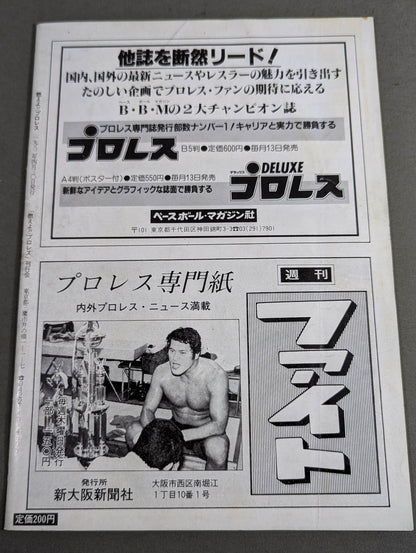 他誌を断然リード！
国内、国外の最新ニュースやレスラーの魅力を引き出す
たのしい企画でプロレス・ファンの期待に応える
B・B・Mの2大チャンピオン誌
プロレス専門誌発行部数ナンバー1！キャリアと実力で勝負する
プロレス
B5判●定価600円●毎月13日発売
DELUXE
デラックス
プロレス
A4判(ポスター付)●定価550円●毎月13日発売
新鮮なアイデアとグラフィックな誌面で勝負する
ベースボール・マガジン社
〒101 東京都千代田区神田錦町3-3☎03(291)7901
プロレス専門紙
内外プロレス・ニュース満載
週刊
ファイト
発行所
新大阪新聞社
大阪市西区南堀江
1丁目10番1号
定価200円